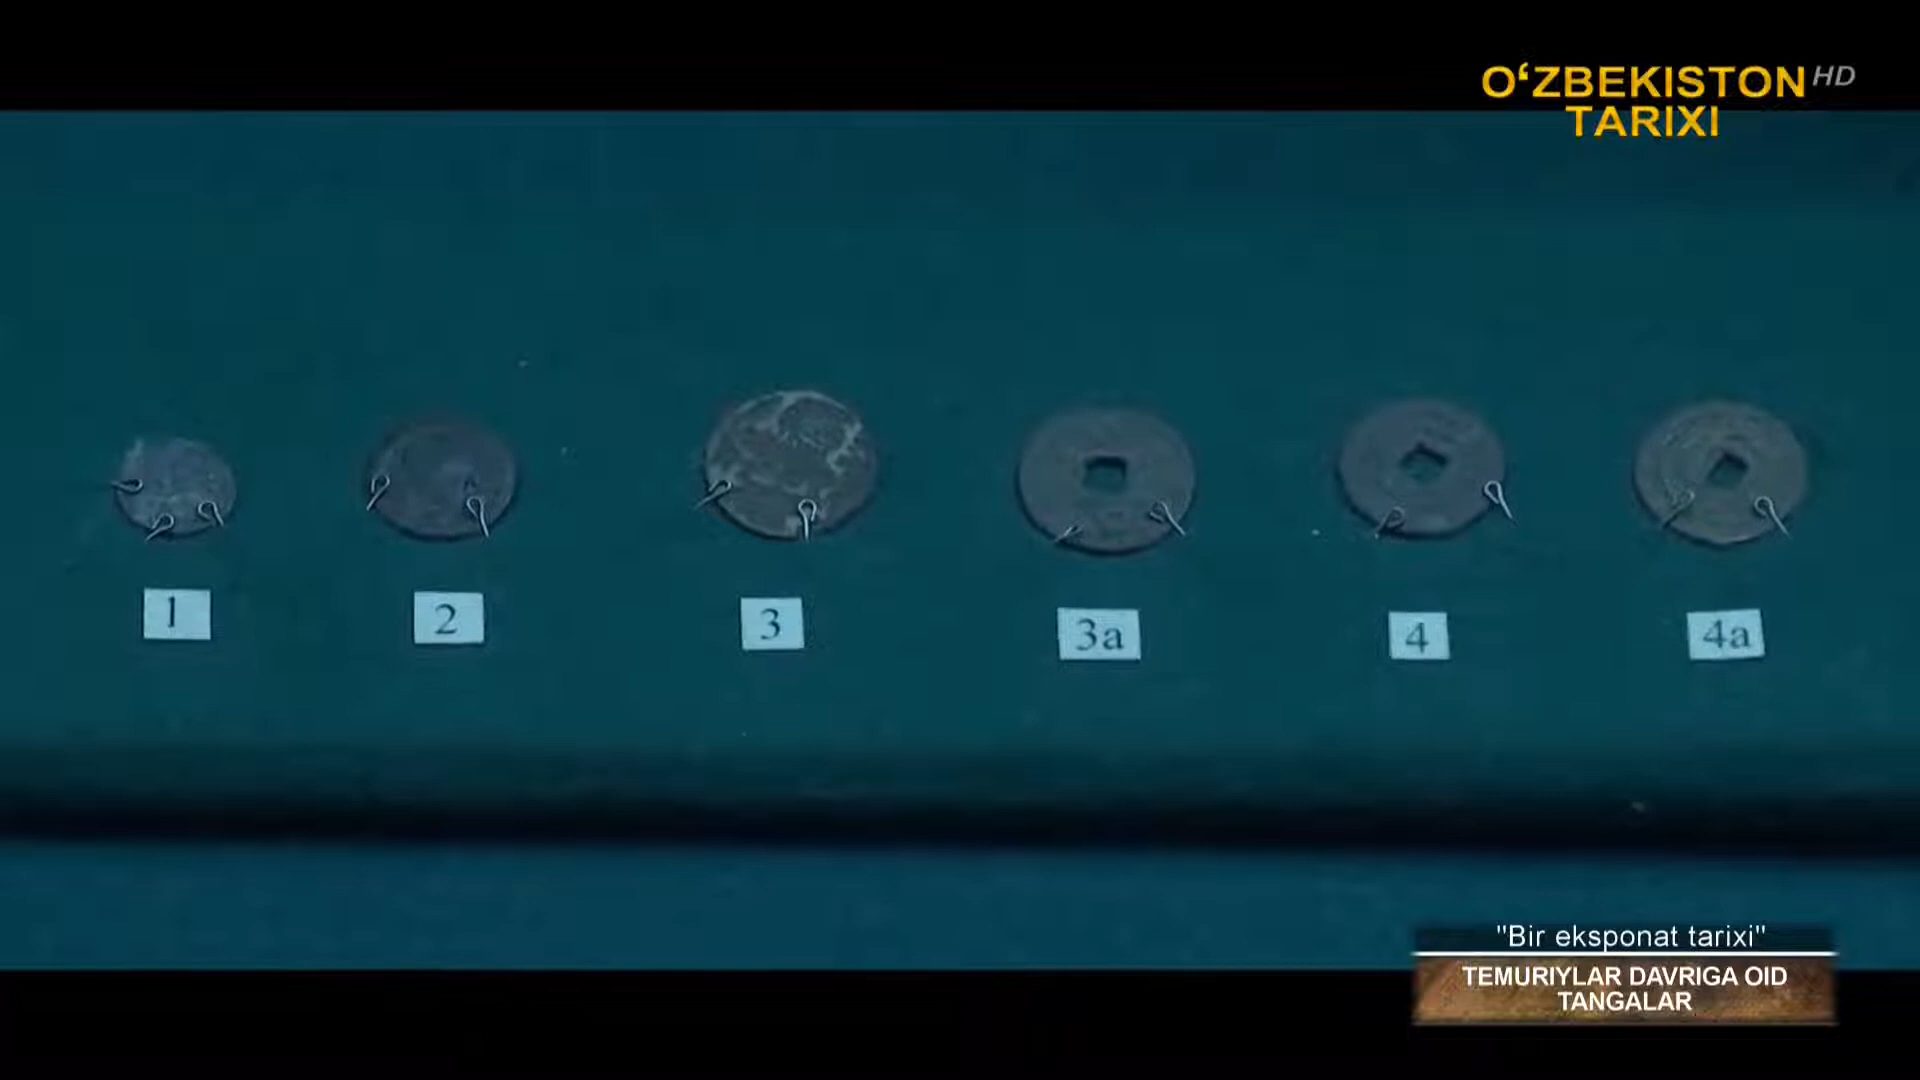 O‘ZBEKISTON HD
TARIXI
1
2
3
3a
4
4a
"Bir eksponat tarixi"
TEMURIYLAR DAVRIGA OID
TANGALAR